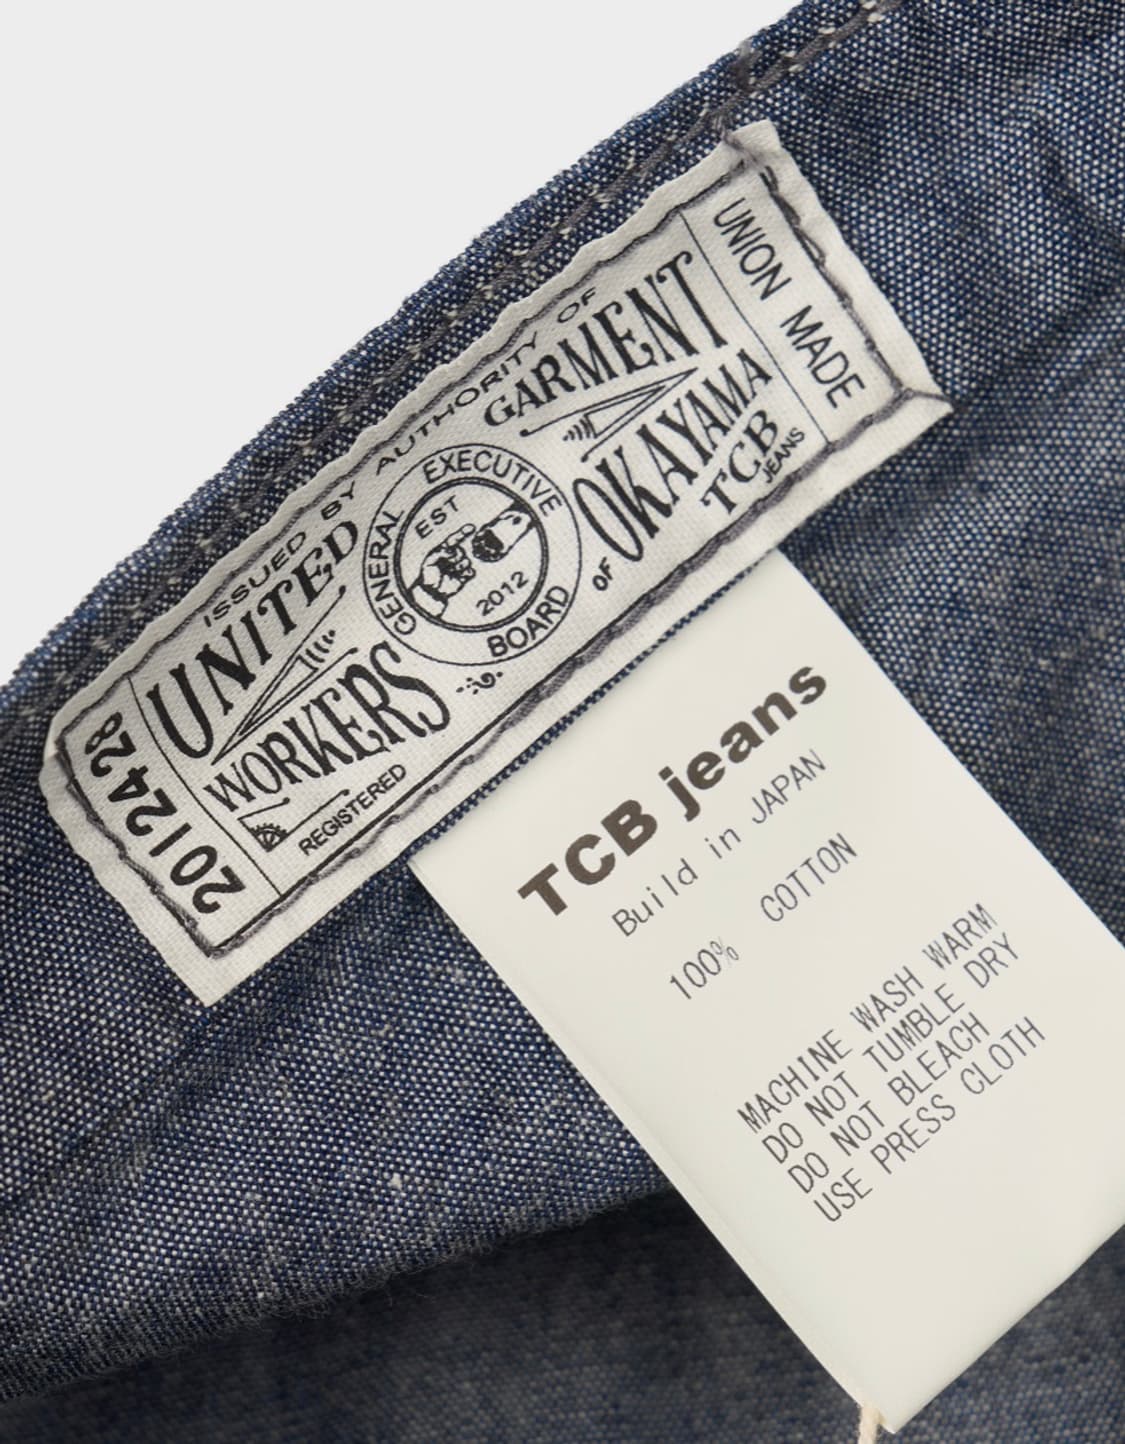 2012428
ISSUED BY AUTHORITY OF
UNITED GARMENT
WORKERS OF OKAYAMA
REGISTERED
GENERAL EXECUTIVE BOARD
EST
2012
TCB
JEANS
UNION MADE
TCB jeans
Build in JAPAN
100% COTTON
MACHINE WASH WARM
DO NOT TUMBLE DRY
DO NOT BLEACH
USE PRESS CLOTH